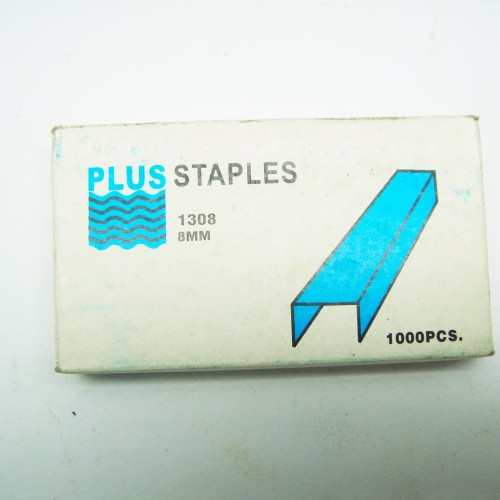 PLUS STAPLES
1308
8MM
1000PCS.